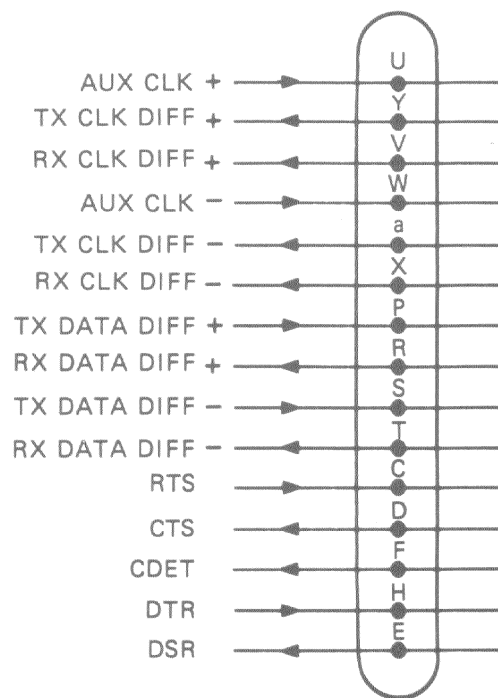 U
AUX CLK +
Y
TX CLK DIFF +
V
RX CLK DIFF +
W
AUX CLK −
a
TX CLK DIFF −
X
RX CLK DIFF −
P
TX DATA DIFF +
R
RX DATA DIFF +
S
TX DATA DIFF −
T
RX DATA DIFF −
C
RTS
D
CTS
F
CDET
H
DTR
E
DSR